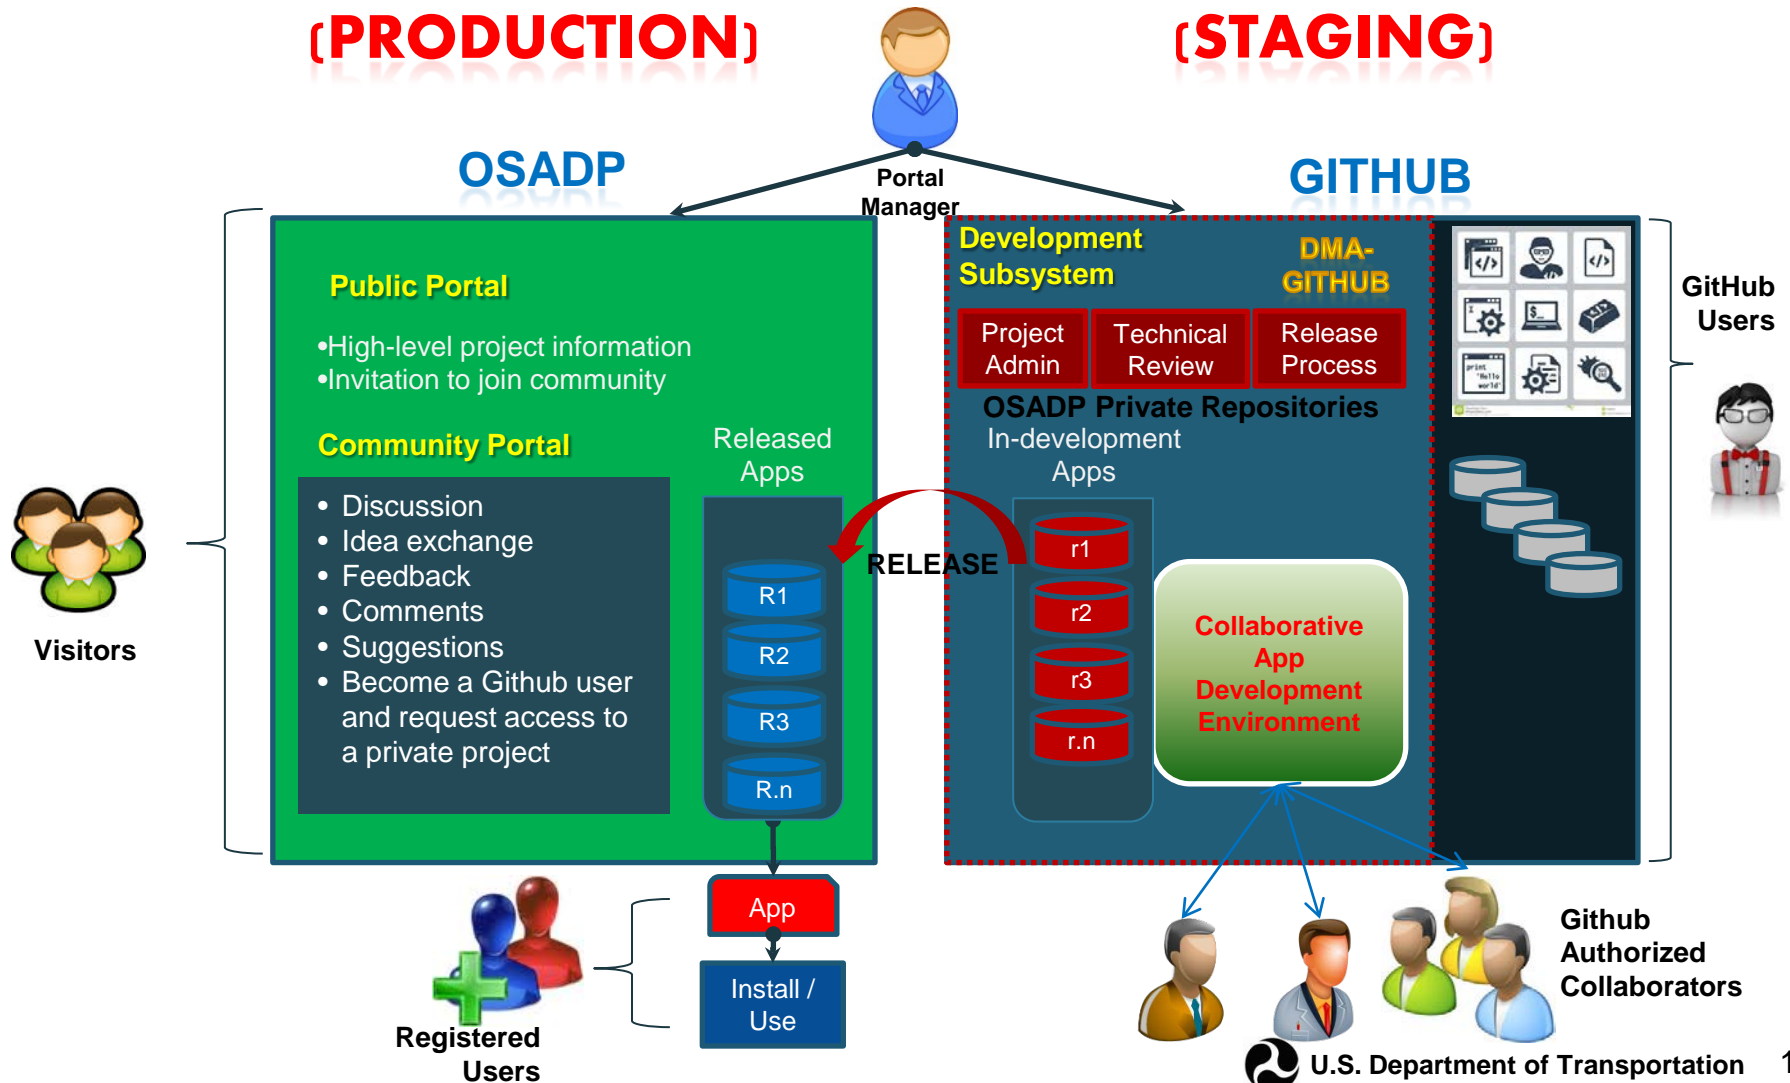 (PRODUCTION)
(STAGING)
OSADP
Portal
Manager
GITHUB
Public Portal
•High-level project information
•Invitation to join community
Community Portal
• Discussion
• Idea exchange
• Feedback
• Comments
• Suggestions
• Become a Github user
and request access to
a private project
Released
Apps
R1
R2
R3
R.n
RELEASE
Development
Subsystem
DMA-
GITHUB
Project
Admin
Technical
Review
Release
Process
OSADP Private Repositories
In-development
Apps
r1
r2
r3
r.n
Collaborative
App
Development
Environment
</>
</>
$_
print
'Hello
world'
GitHub
Users
Visitors
App
Install /
Use
Registered
Users
Github
Authorized
Collaborators
U.S. Department of Transportation
1